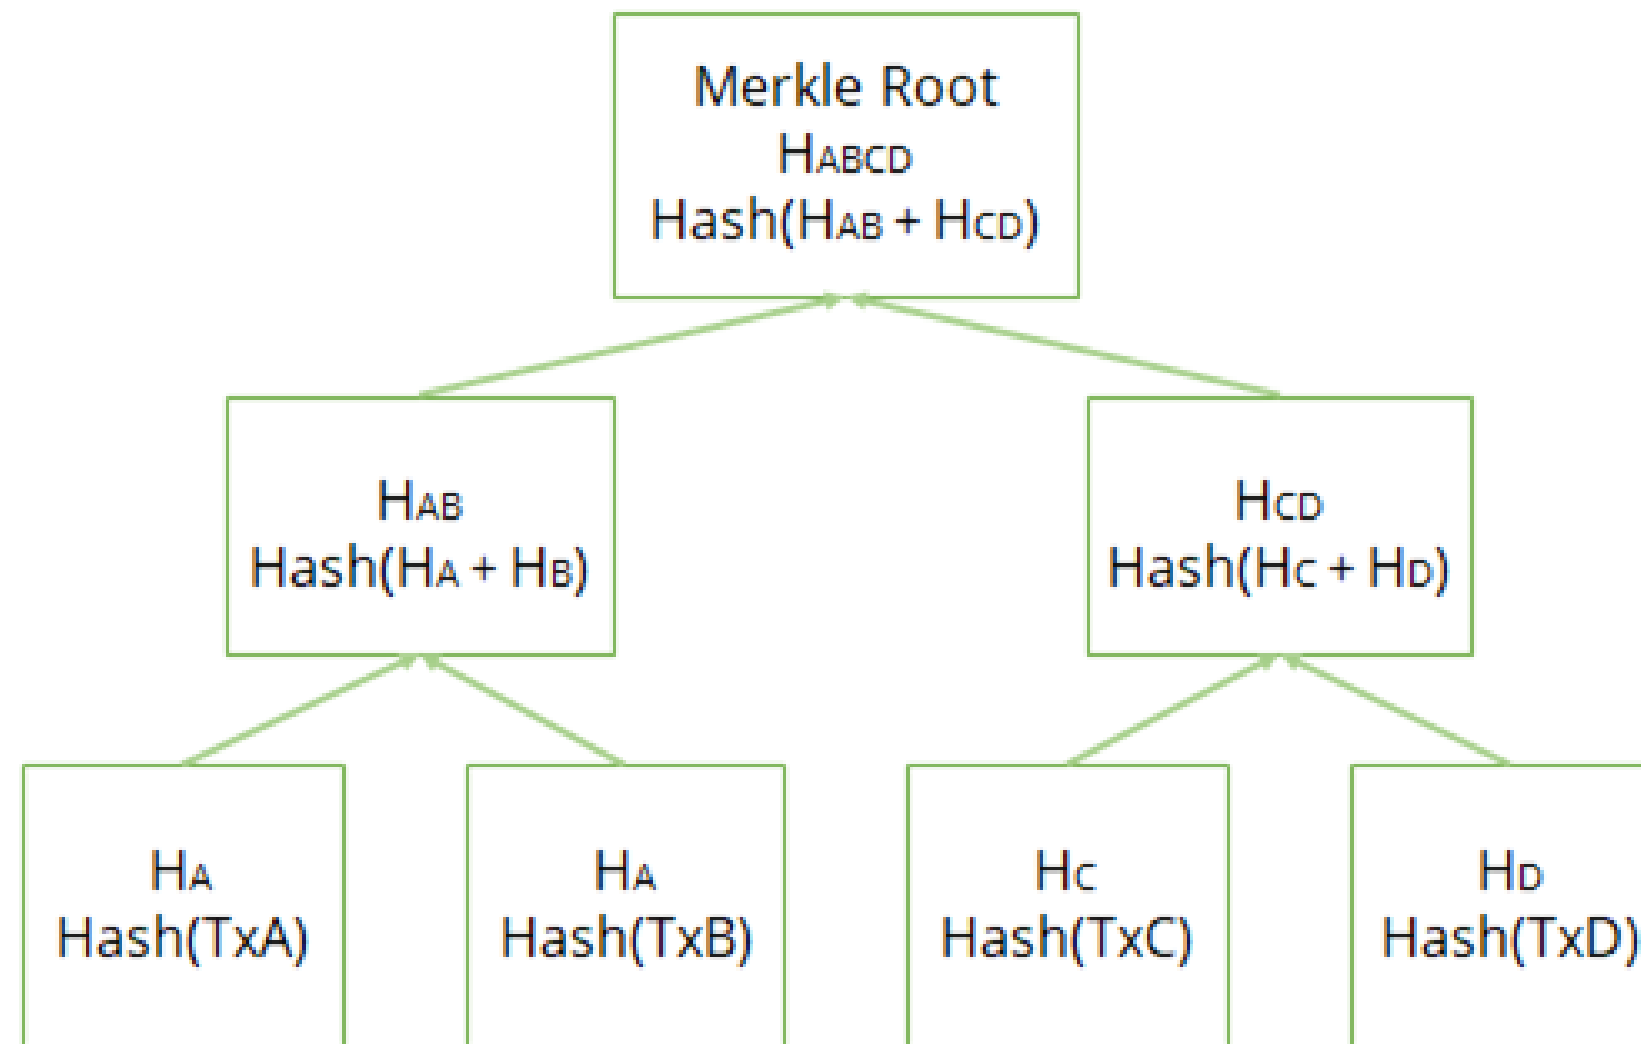 Merkle Root
HABCD
Hash(HAB + HCD)
HAB
Hash(HA + HB)
HCD
Hash(HC + HD)
HA
Hash(TxA)
HA
Hash(TxB)
HC
Hash(TxC)
HD
Hash(TxD)